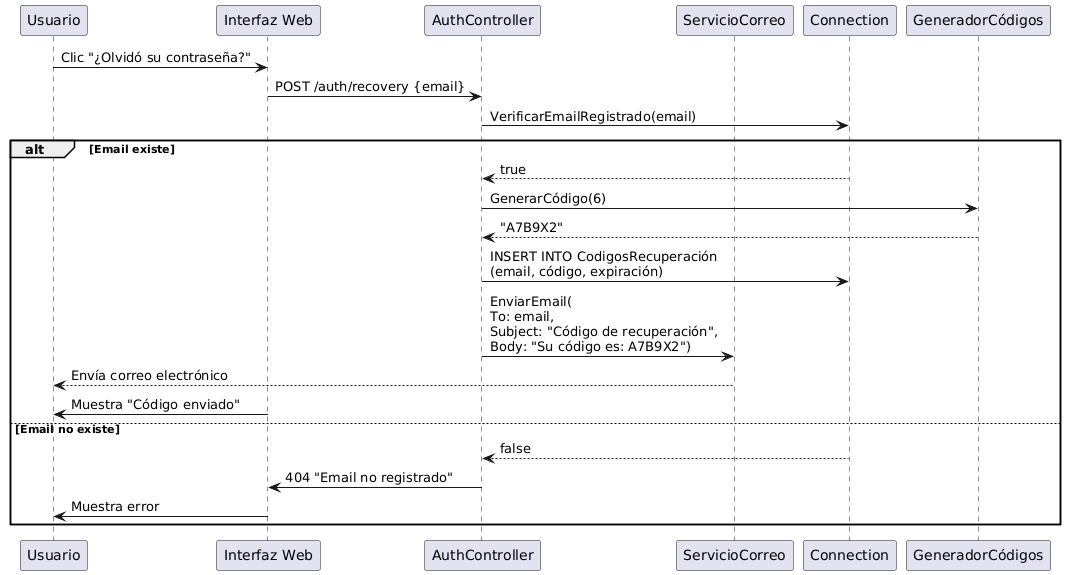 Usuario
Interfaz Web
AuthController
ServicioCorreo
Connection
GeneradorCódigos
Clic "¿Olvidó su contraseña?"
POST /auth/recovery {email}
VerificarEmailRegistrado(email)
alt
[Email existe]
true
GenerarCódigo(6)
"A7B9X2"
INSERT INTO CodigosRecuperación
(email, código, expiración)
EnviarEmail(
To: email,
Subject: "Código de recuperación",
Body: "Su código es: A7B9X2")
Envía correo electrónico
Muestra "Código enviado"
[Email no existe]
false
404 "Email no registrado"
Muestra error
Usuario
Interfaz Web
AuthController
ServicioCorreo
Connection
GeneradorCódigos